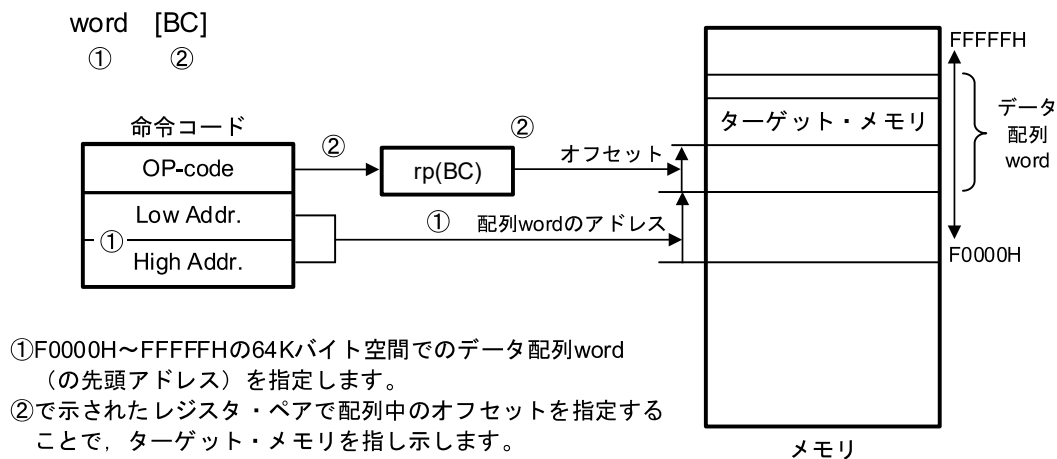 word [BC]
① ②
命令コード
OP-code
Low Addr.
①
High Addr.
②
rp(BC)
②
オフセット
①
配列wordのアドレス
ターゲット・メモリ
FFFFFH
データ
配列
word
F0000H
メモリ
①F0000H～FFFFFHの64Kバイト空間でのデータ配列word
（の先頭アドレス）を指定します。
②で示されたレジスタ・ペアで配列中のオフセットを指定する
ことで，ターゲット・メモリを指し示します。